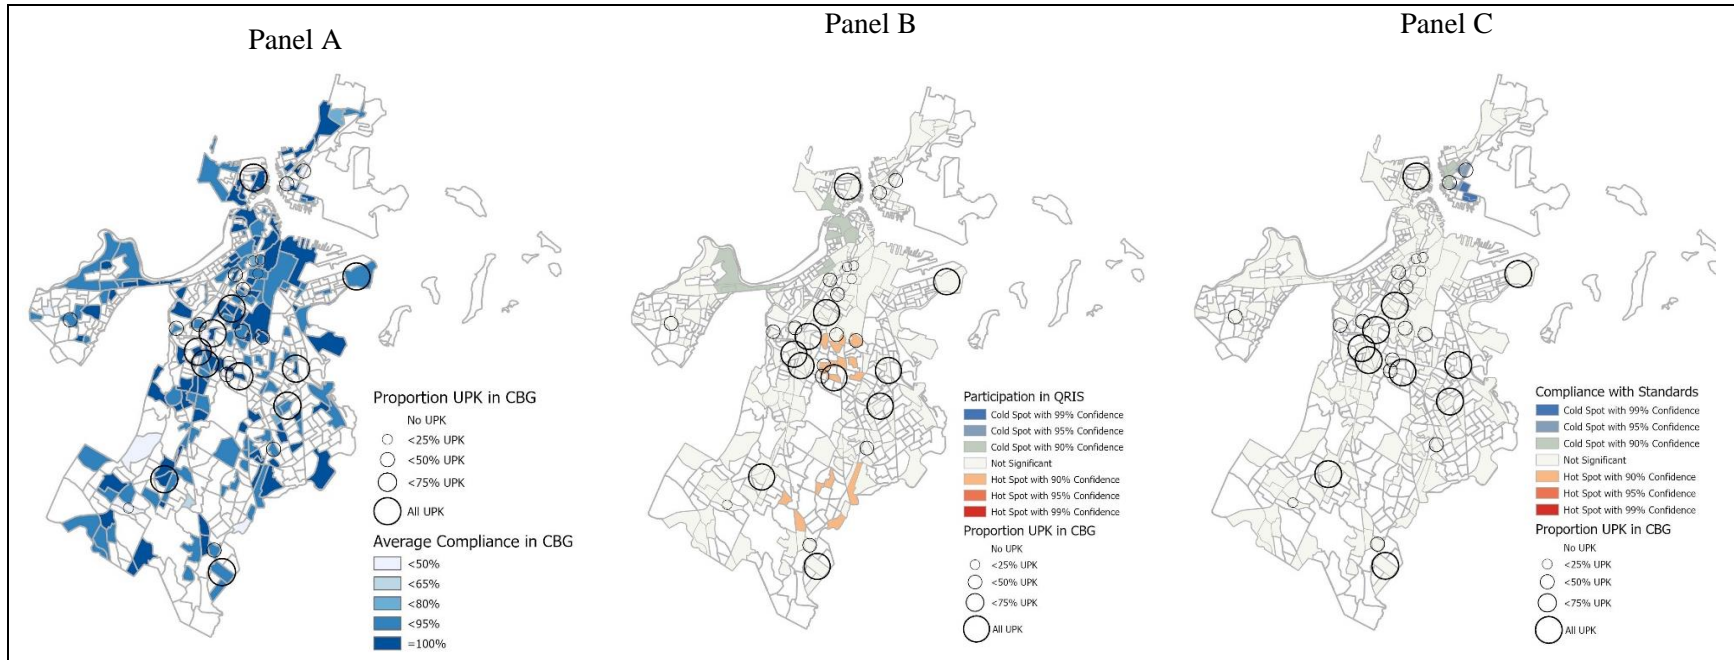 Panel A
Proportion UPK in CBG
No UPK
<25% UPK
<50% UPK
<75% UPK
All UPK
Average Compliance in CBG
<50%
<65%
<80%
<95%
=100%
Panel B
Participation in QRIS
Cold Spot with 99% Confidence
Cold Spot with 95% Confidence
Cold Spot with 90% Confidence
Not Significant
Hot Spot with 90% Confidence
Hot Spot with 95% Confidence
Hot Spot with 99% Confidence
Proportion UPK in CBG
No UPK
<25% UPK
<50% UPK
<75% UPK
All UPK
Panel C
Compliance with Standards
Cold Spot with 99% Confidence
Cold Spot with 95% Confidence
Cold Spot with 90% Confidence
Not Significant
Hot Spot with 90% Confidence
Hot Spot with 95% Confidence
Hot Spot with 99% Confidence
Proportion UPK in CBG
No UPK
<25% UPK
<50% UPK
<75% UPK
All UPK